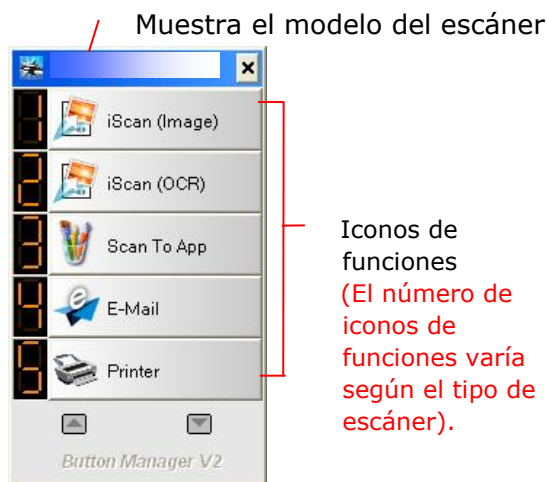 Muestra el modelo del escáner
1 iScan (Image)
2 iScan (OCR)
3 Scan To App
4 E-Mail
5 Printer
Button Manager V2
Iconos de
funciones
(El número de
iconos de
funciones varía
según el tipo de
escáner).